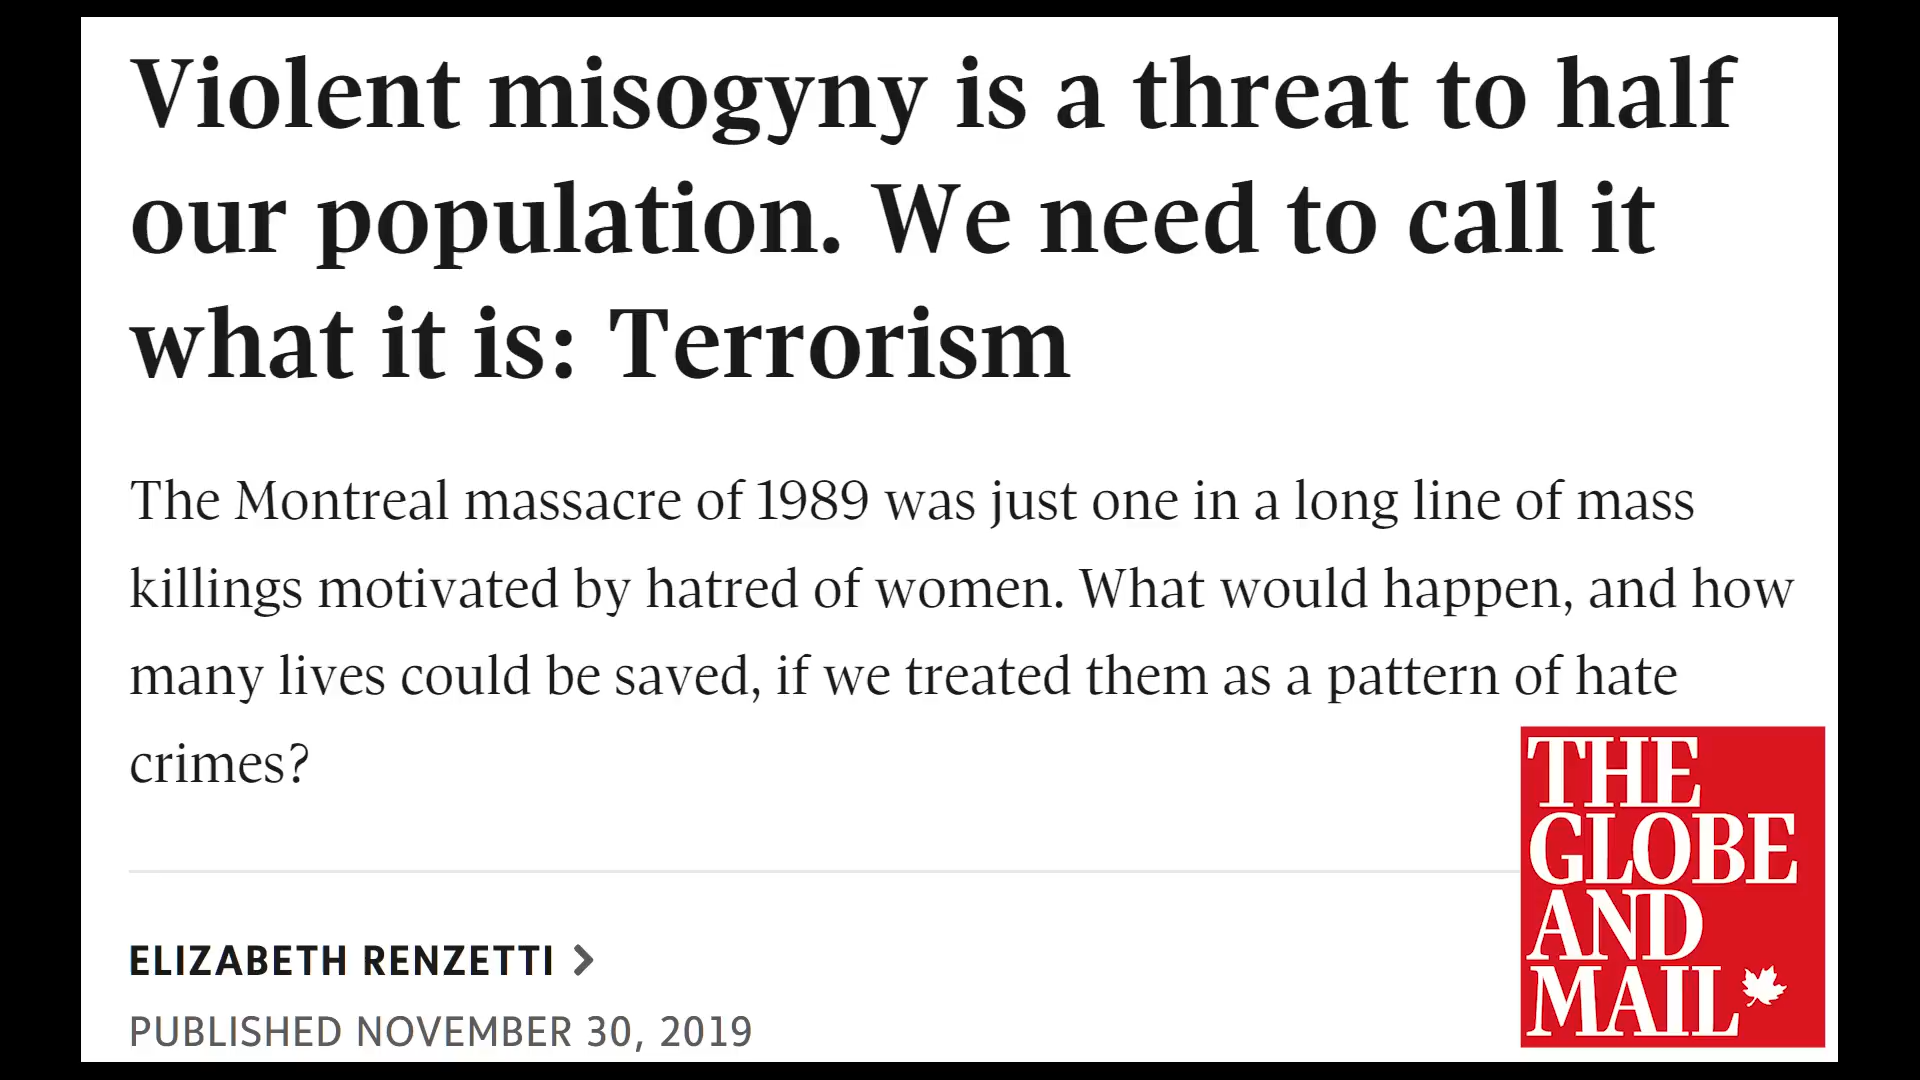 Violent misogyny is a threat to half
our population. We need to call it
what it is: Terrorism
The Montreal massacre of 1989 was just one in a long line of mass
killings motivated by hatred of women. What would happen, and how
many lives could be saved, if we treated them as a pattern of hate
crimes?
ELIZABETH RENZETTI >
PUBLISHED NOVEMBER 30, 2019
THE
GLOBE
AND
MAIL